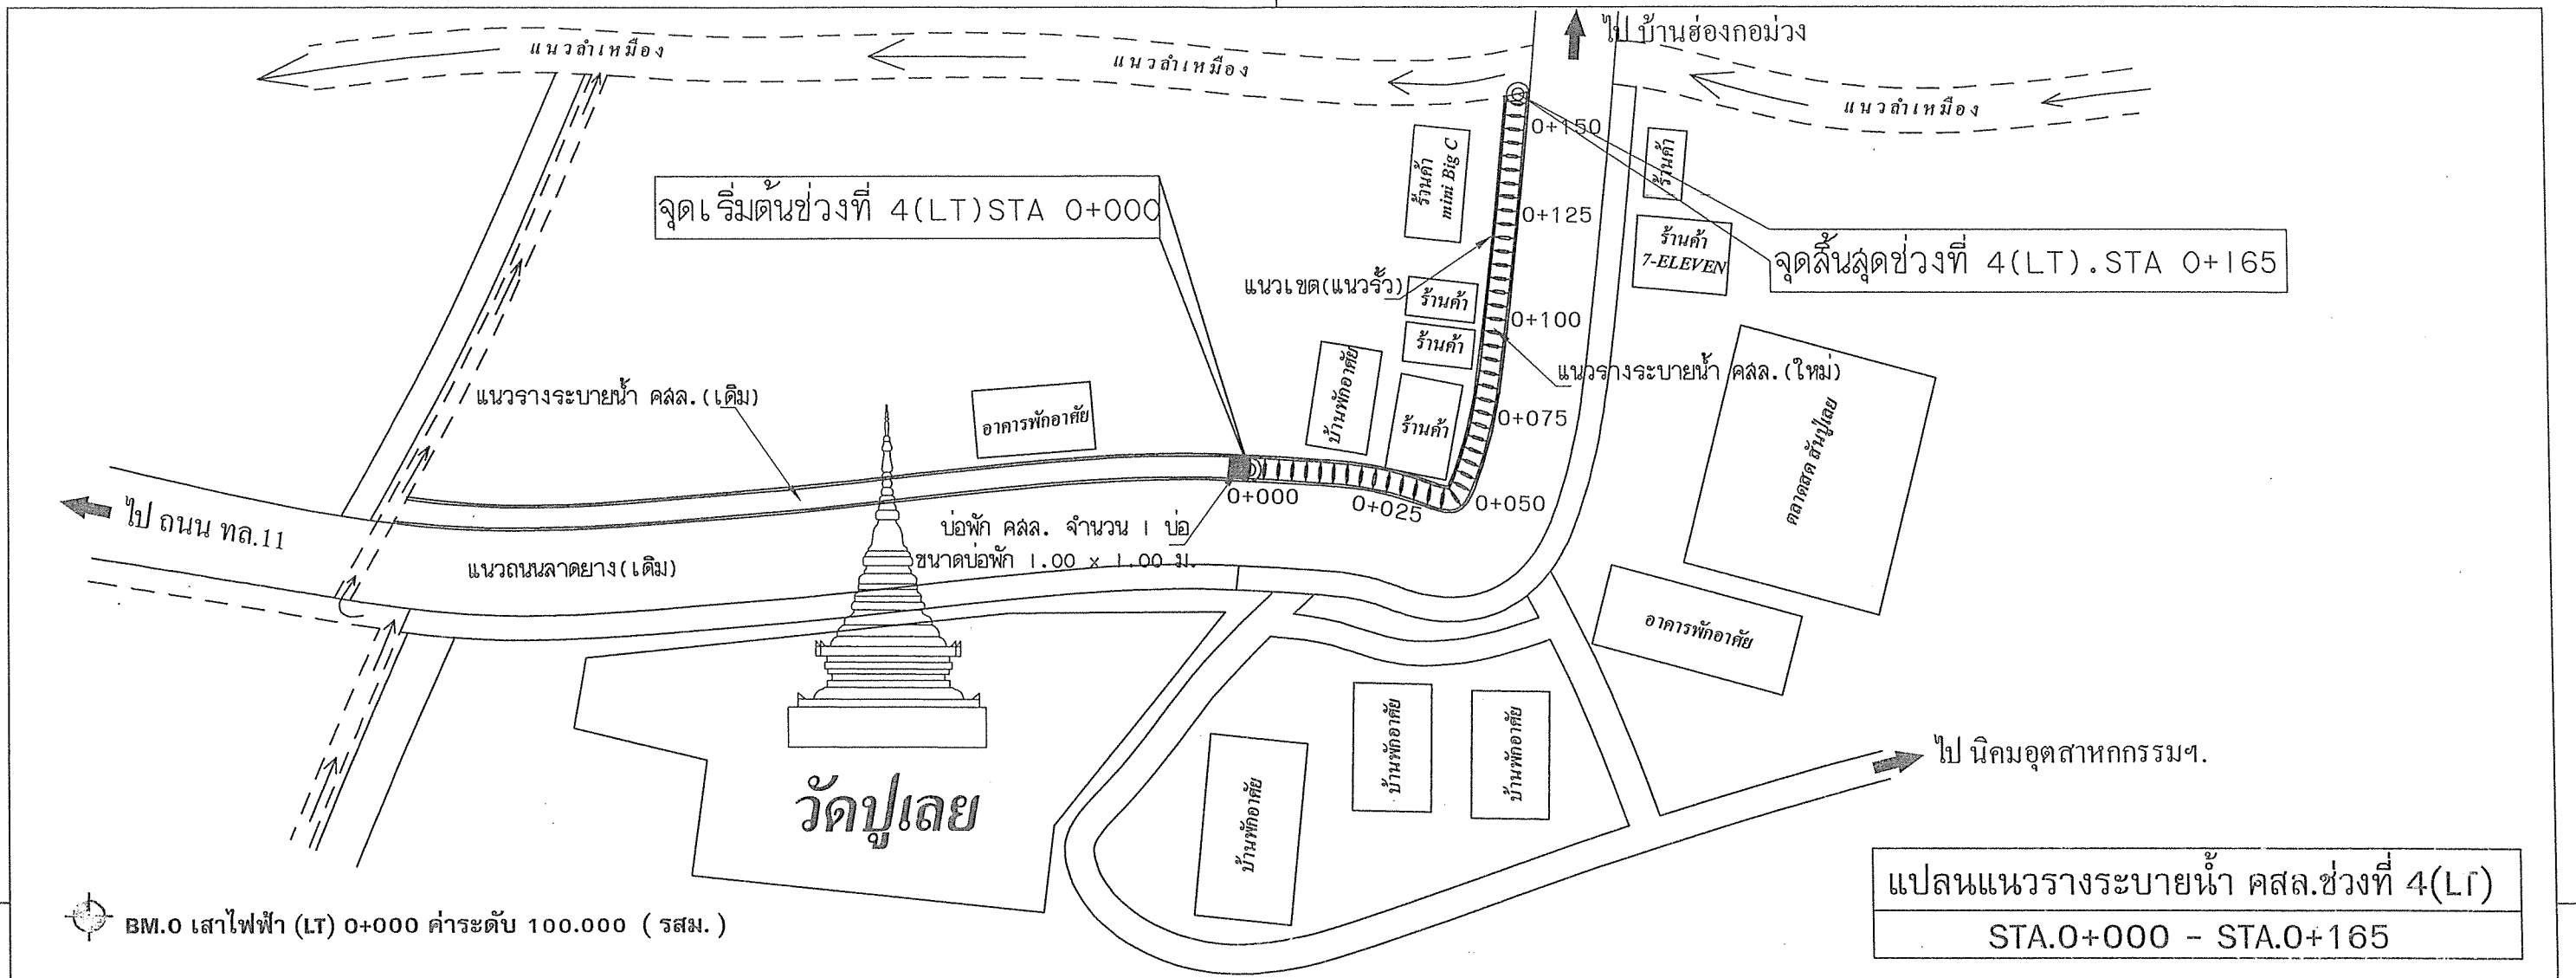 แนวลำเหมือง
แนวลำเหมือง
ไป บ้านฮ่องกอม่วง
แนวลำเหมือง
0+150
ร้านค้า
mini Big C
ร้านค้า
จุดเริ่มต้นช่วงที่ 4(LT)STA 0+000
0+125
ร้านค้า
7-ELEVEN
จุดสิ้นสุดช่วงที่ 4(LT).STA 0+165
แนวเขต(แนวรั้ว)
ร้านค้า
0+100
ร้านค้า
แนวรางระบายน้ำ คสล.(ใหม่)
บ้านพักอาศัย
แนวรางระบายน้ำ คสล.(เดิม)
อาคารพักอาศัย
ร้านค้า
0+075
ตลาดสด สันปูเลย
0+000
0+025
0+050
ไป ถนน ทล.11
บ่อพัก คสล. จำนวน 1 บ่อ
ขนาดบ่อพัก 1.00 x 1.00 ม.
แนวถนนลาดยาง(เดิม)
อาคารพักอาศัย
บ้านพักอาศัย
บ้านพักอาศัย
บ้านพักอาศัย
ไป นิคมอุตสาหกรรมฯ.
วัดปูเลย
แปลนแนวรางระบายน้ำ คสล.ช่วงที่ 4(LT)
STA.0+000 - STA.0+165
BM.0 เสาไฟฟ้า (LT) 0+000 ค่าระดับ 100.000 ( รสม. )